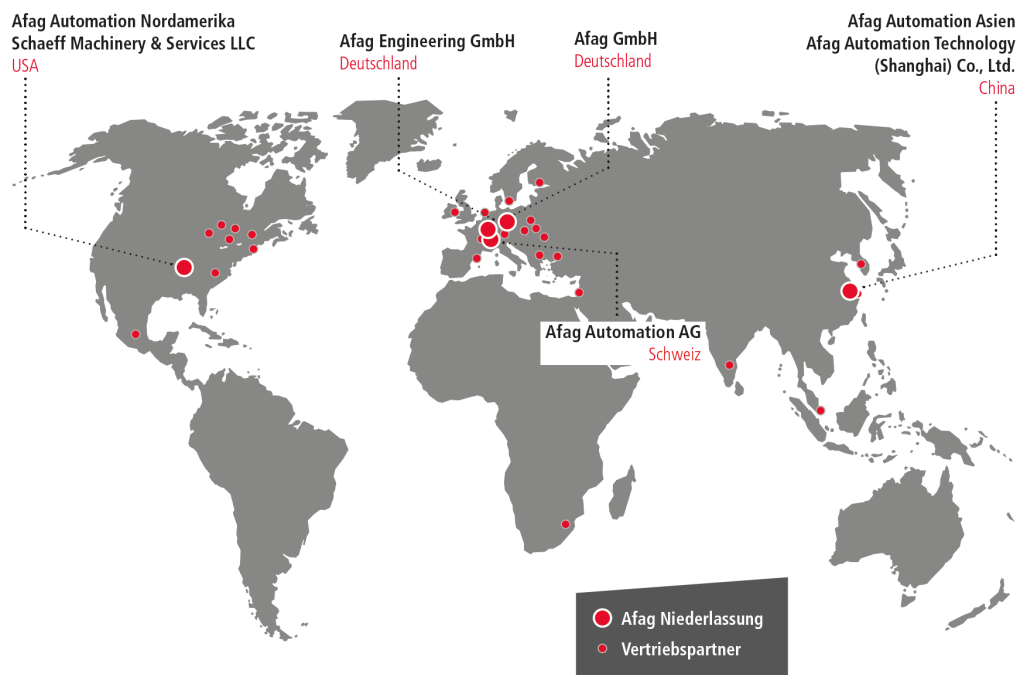 Afag Automation Nordamerika
Schaeff Machinery & Services LLC
USA
Afag Engineering GmbH
Deutschland
Afag GmbH
Deutschland
Afag Automation Asien
Afag Automation Technology
(Shanghai) Co., Ltd.
China
Afag Automation AG
Schweiz
Afag Niederlassung
Vertriebspartner